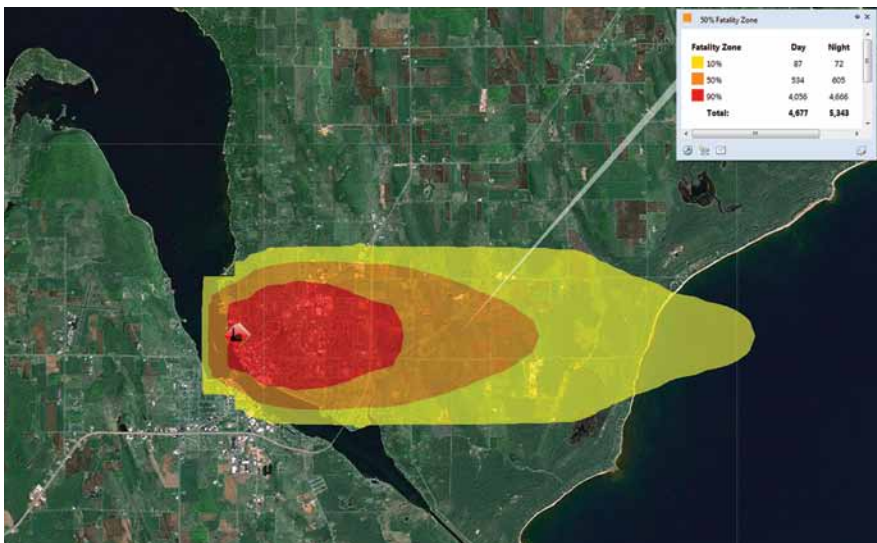 50% Fatality Zone
Fatality Zone Day Night
10% 87 72
50% 534 605
90% 4,056 4,666
Total: 4,677 5,343